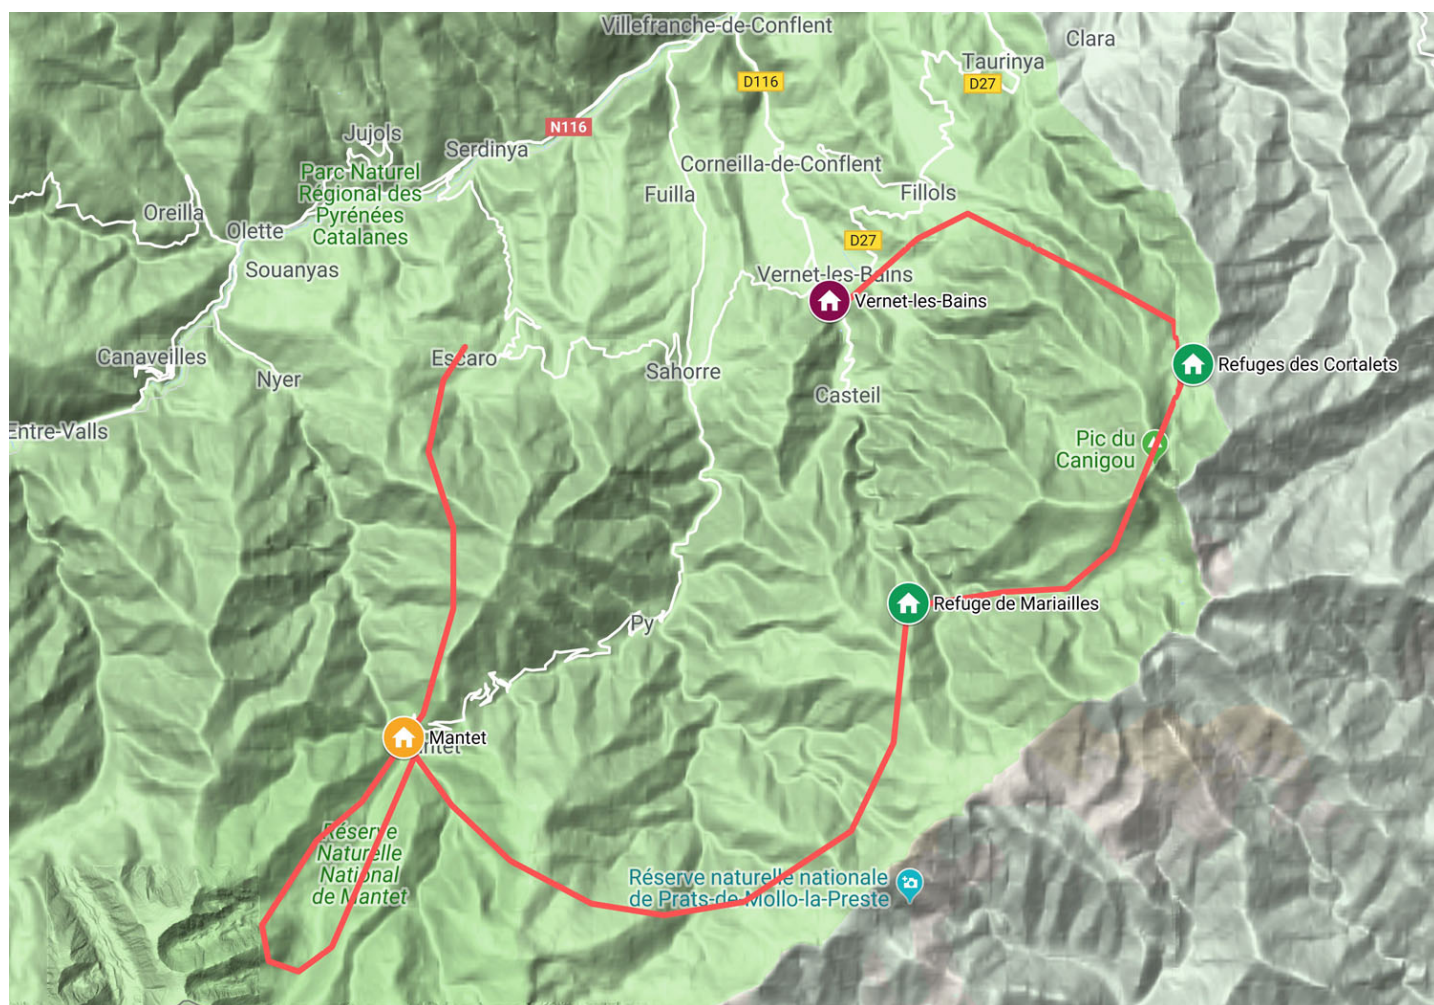 Villefranche-de-Conflent
Clara
Taurinya
D116
D27
N116
Jujols
Serdinya
Corneilla-de-Conflent
Parc Naturel
Régional des
Pyrénées
Catalanes
Fuilla
Fillols
Oreilla
Olette
D27
Souanyas
Vernet-les-Bains
Vernet-les-Bains
Canaveilles
Escaro
Refuges des Cortalets
Nyer
Sahorre
Casteil
Entre-Valls
Pic du
Canigou
Refuge de Mariailles
Py
Mantet
Réserve
Naturelle
National
de Mantet
Réserve naturelle nationale
de Prats-de-Mollo-la-Preste